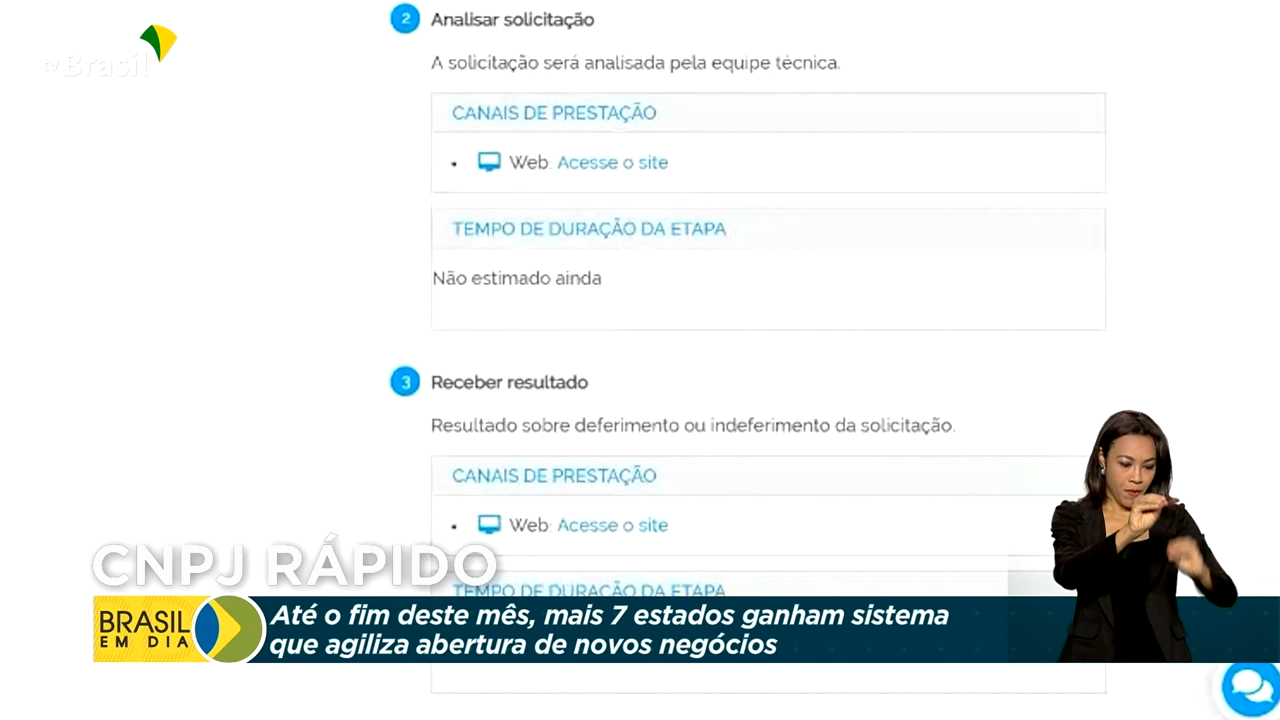 tv Brasil
2 Analisar solicitação
A solicitação será analisada pela equipe técnica.
CANAIS DE PRESTAÇÃO
Web: Acesse o site
TEMPO DE DURAÇÃO DA ETAPA
Não estimado ainda
3 Receber resultado
Resultado sobre deferimento ou indeferimento da solicitação.
CANAIS DE PRESTAÇÃO
Web: Acesse o site
TEMPO DE DURAÇÃO DA ETAPA
CNPJ RÁPIDO
BRASIL
EM DIA
Até o fim deste mês, mais 7 estados ganham sistema
que agiliza abertura de novos negócios